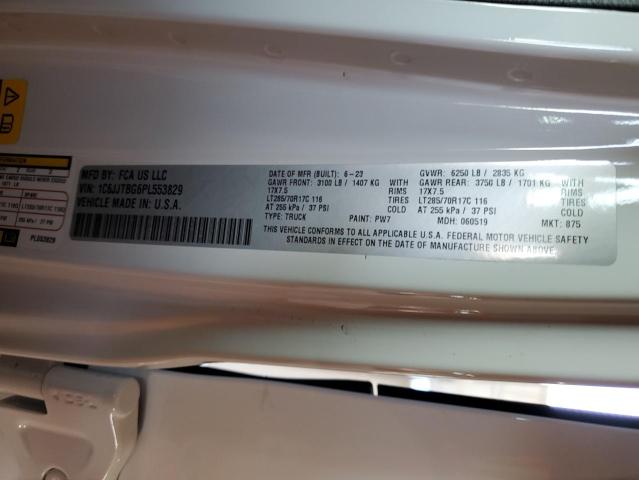 MFD BY: FCA US LLC
VIN: 1C6JJTBG6PL553829
VEHICLE MADE IN: U.S.A.
DATE OF MFR (BUILT): 6-23
GAWR FRONT: 3100 LB / 1407 KG
17X7.5 RIMS
LT285/70R17C 116 TIRES
AT 255 kPa / 37 PSI COLD
TYPE: TRUCK PAINT: PW7
GVWR: 6250 LB / 2835 KG
GAWR REAR: 3750 LB / 1701 KG
17X7.5 RIMS
LT285/70R17C 116 TIRES
AT 255 kPa / 37 PSI COLD
MDH: 060519 MKT: 875
THIS VEHICLE CONFORMS TO ALL APPLICABLE U.S.A. FEDERAL MOTOR VEHICLE SAFETY
STANDARDS IN EFFECT ON THE DATE OF MANUFACTURE SHOWN ABOVE
PL553829